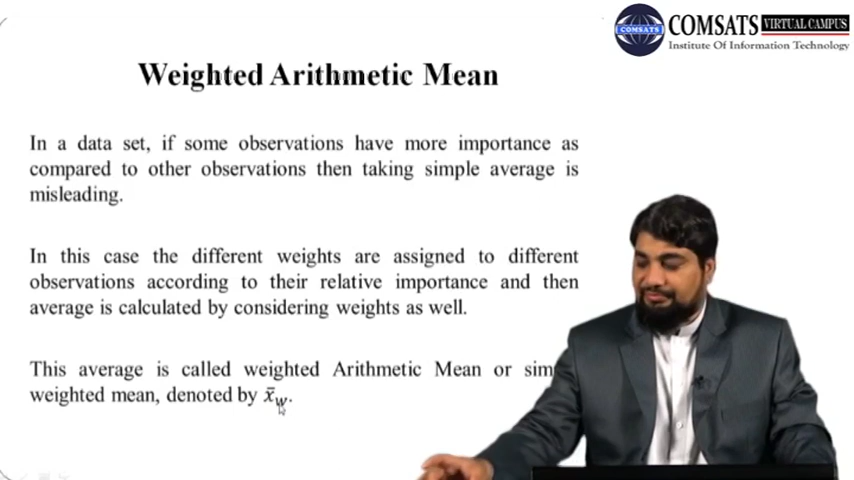 COMSATS VIRTUAL CAMPUS
COMSATS
Institute Of Information Technology
Weighted Arithmetic Mean
In a data set, if some observations have more importance as
compared to other observations then taking simple average is
misleading.
In this case the different weights are assigned to different
observations according to their relative importance and then
average is calculated by considering weights as well.
This average is called weighted Arithmetic Mean or
weighted mean, denoted by x̄w.